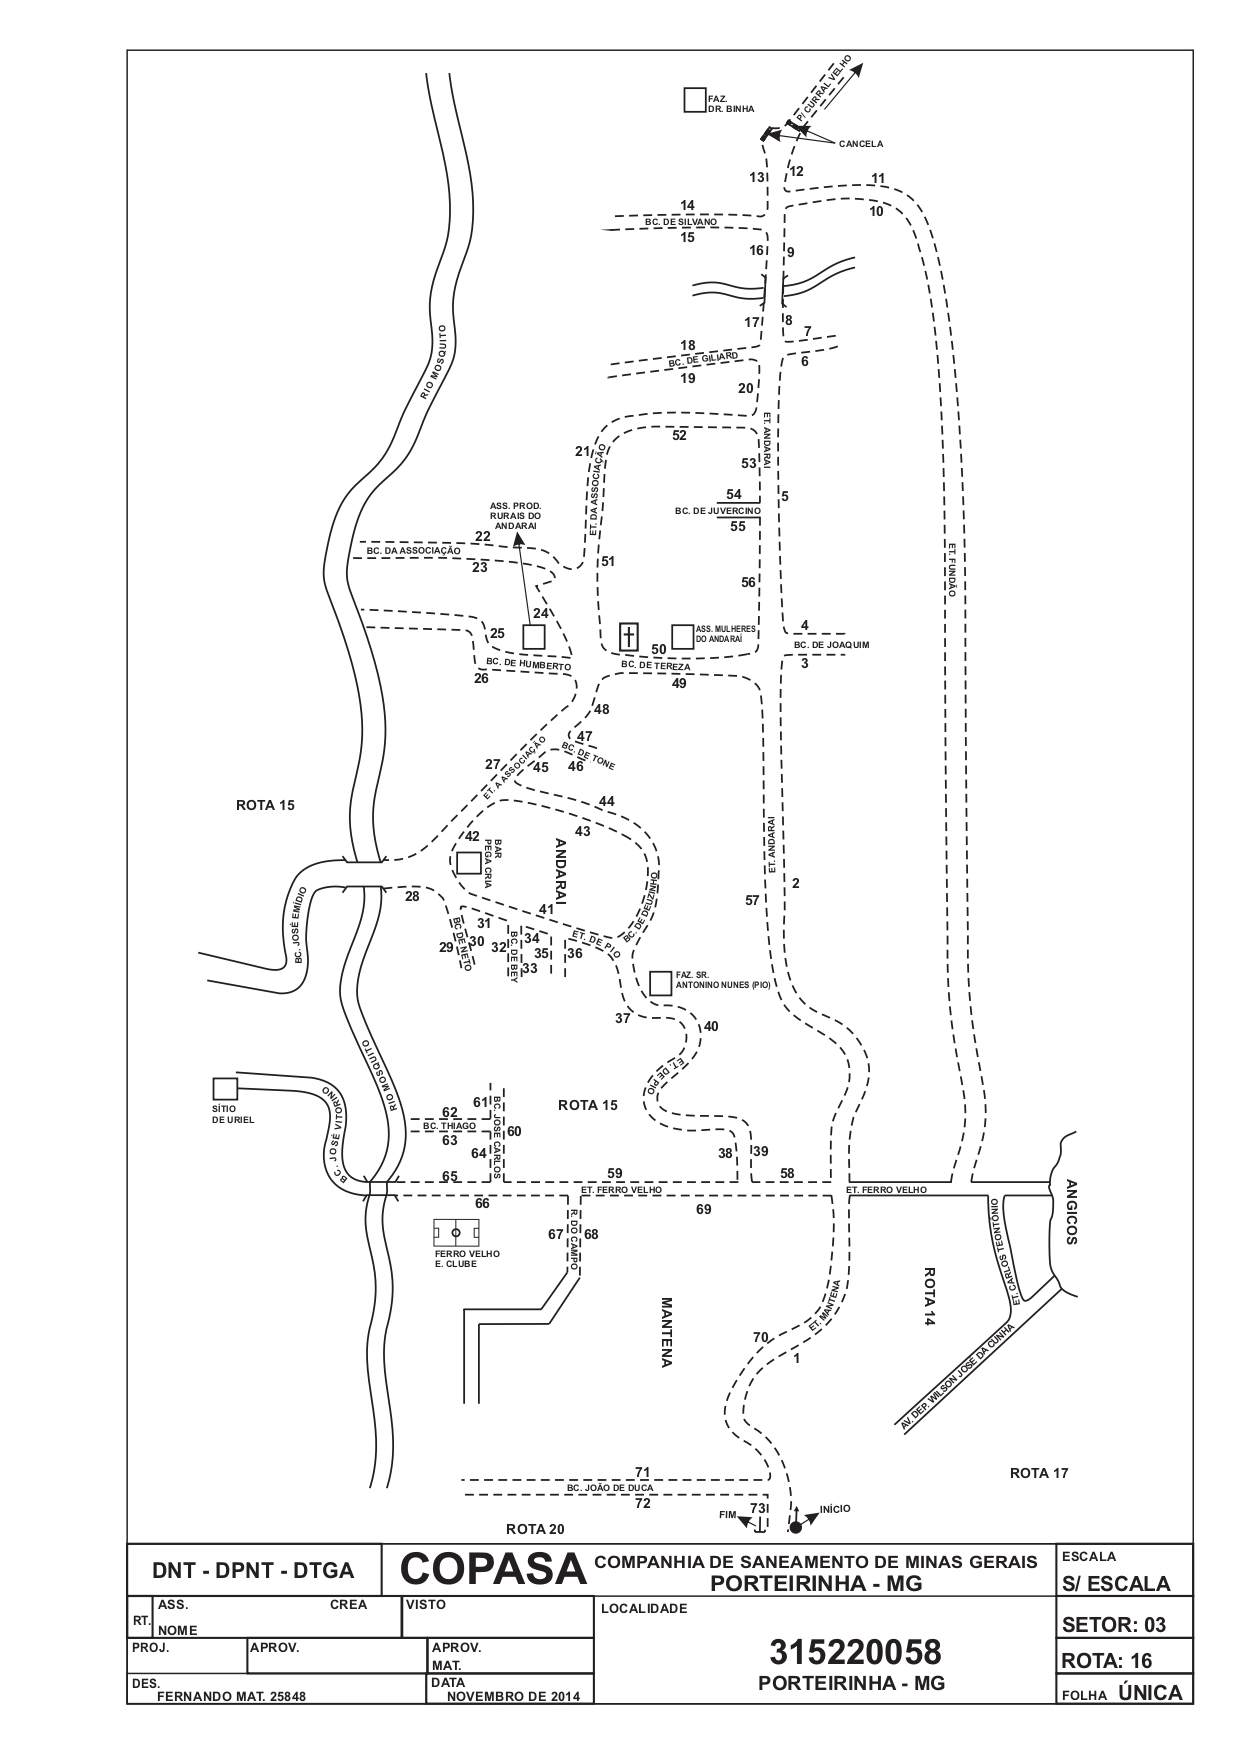 P/ CURRAL VELHO
FAZ.
DR. BINHA
CANCELA
13
12
11
14
10
BC. DE SILVANO
15
16
9
17
8
7
18
BC. DE GILIARD
6
19
20
RIO MOSQUITO
ET. ANDARAI
52
21
53
ET. DA ASSOCIAÇÃO
54
5
ASS. PROD.
RURAIS DO
ANDARAI
BC. DE JUVERCINO
55
22
BC. DA ASSOCIAÇÃO
23
51
56
ET. FUNDÃO
24
25
4
ASS. MULHERES
DO ANDARAÍ
BC. DE JOAQUIM
50
3
BC. DE HUMBERTO
BC. DE TEREZA
26
49
48
47
BC. DE TONE
27
45
46
ET. A ASSOCIAÇÃO
44
ROTA 15
43
42
BAR
PEGA CRIA
ANDARAI
ET. ANDARAI
2
57
28
BC. DE DEUZINHO
41
BC. JOSÉ EMÍDIO
31
BC DE NETO
29
30
32
BC. DE BEY
34
33
35
36
ET. DE PIO
FAZ. SR.
ANTONINO NUNES (PIO)
37
40
RIO MOSQUITO
ET. DE PIO
SÍTIO
DE URIEL
BC. JOSÉ VITORINO
61
62
BC. THIAGO
63
BC. JOSE CARLOS
60
64
ROTA 15
38
39
65
59
58
ET. FERRO VELHO
ET. FERRO VELHO
66
69
ANGICOS
67
R. DO CAMPO
68
FERRO VELHO
E. CLUBE
ET. CARLOS TEONTONIO
ROTA 14
MANTENA
ET. MANTENA
70
1
AV. DEP. WILSON JOSÉ DA CUNHA
71
ROTA 17
BC. JOÃO DE DUCA
72
73
FIM
INÍCIO
ROTA 20
DNT - DPNT - DTGA
COPASA
COMPANHIA DE SANEAMENTO DE MINAS GERAIS
PORTEIRINHA - MG
ESCALA
S/ ESCALA
RT.
ASS.
CREA
NOME
VISTO
LOCALIDADE
SETOR: 03
PROJ.
APROV.
APROV.
MAT.
315220058
PORTEIRINHA - MG
ROTA: 16
DES.
FERNANDO MAT. 25848
DATA
NOVEMBRO DE 2014
FOLHA ÚNICA